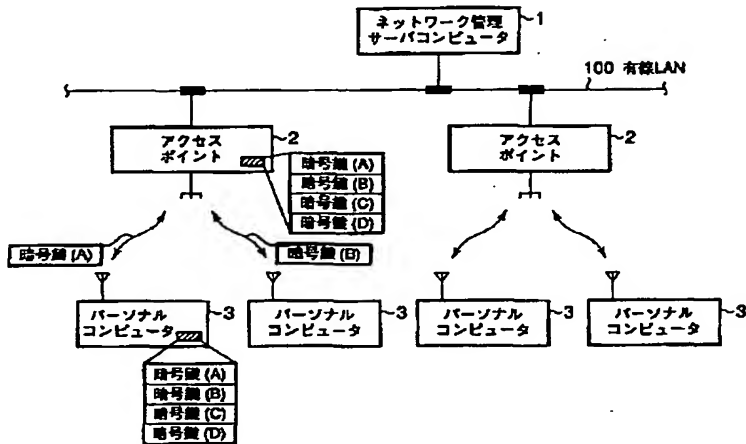 ネットワーク管理
サーバコンピュータ
1
100 有線LAN
アクセス
ポイント
2
暗号鍵 (A)
暗号鍵 (B)
暗号鍵 (C)
暗号鍵 (D)
アクセス
ポイント
2
暗号鍵 (A)
暗号鍵 (B)
パーソナル
コンピュータ
3
パーソナル
コンピュータ
3
パーソナル
コンピュータ
3
パーソナル
コンピュータ
3
暗号鍵 (A)
暗号鍵 (B)
暗号鍵 (C)
暗号鍵 (D)